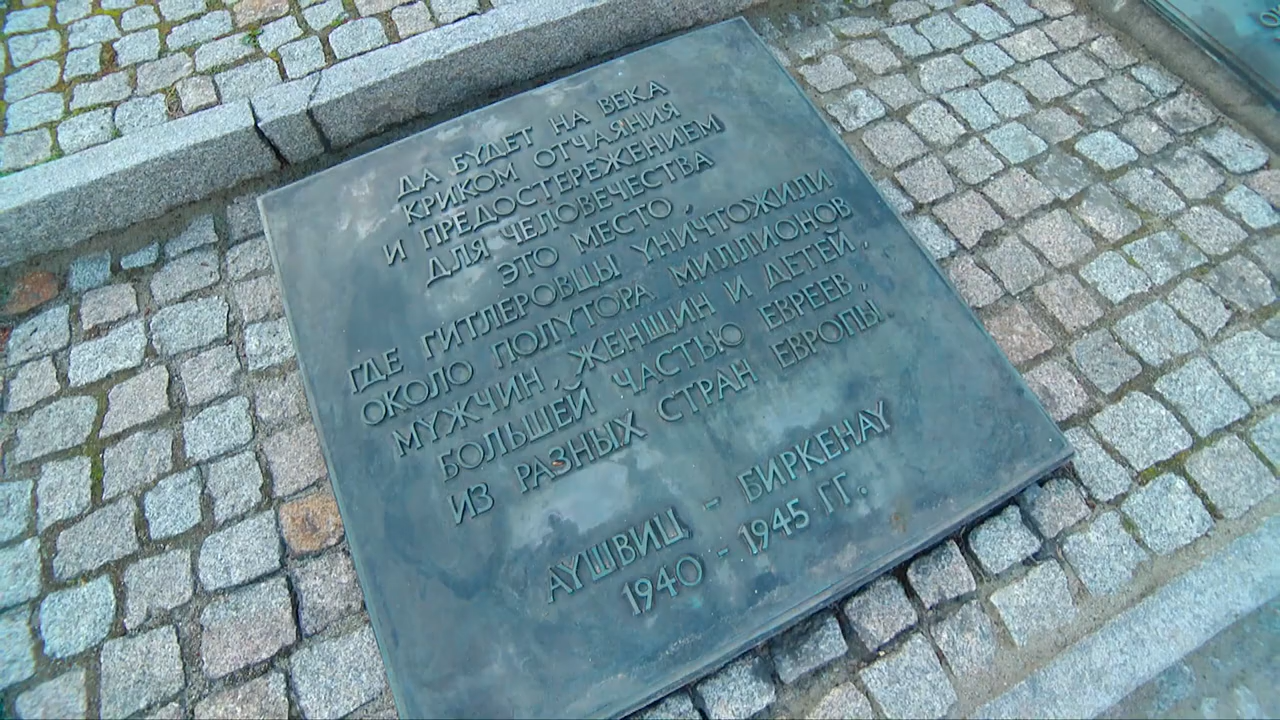 ДА БУДЕТ НА ВЕКА
КРИКОМ ОТЧАЯНИЯ
И ПРЕДОСТЕРЕЖЕНИЕМ
ДЛЯ ЧЕЛОВЕЧЕСТВА
ЭТО МЕСТО,
ГДЕ ГИТЛЕРОВЦЫ УНИЧТОЖИЛИ
ОКОЛО ПОЛУТОРА МИЛЛИОНОВ
МУЖЧИН, ЖЕНЩИН И ДЕТЕЙ,
БОЛЬШЕЙ ЧАСТЬЮ ЕВРЕЕВ,
ИЗ РАЗНЫХ СТРАН ЕВРОПЫ.
АУШВИЦ - БИРКЕНАУ
1940 - 1945 ГГ.